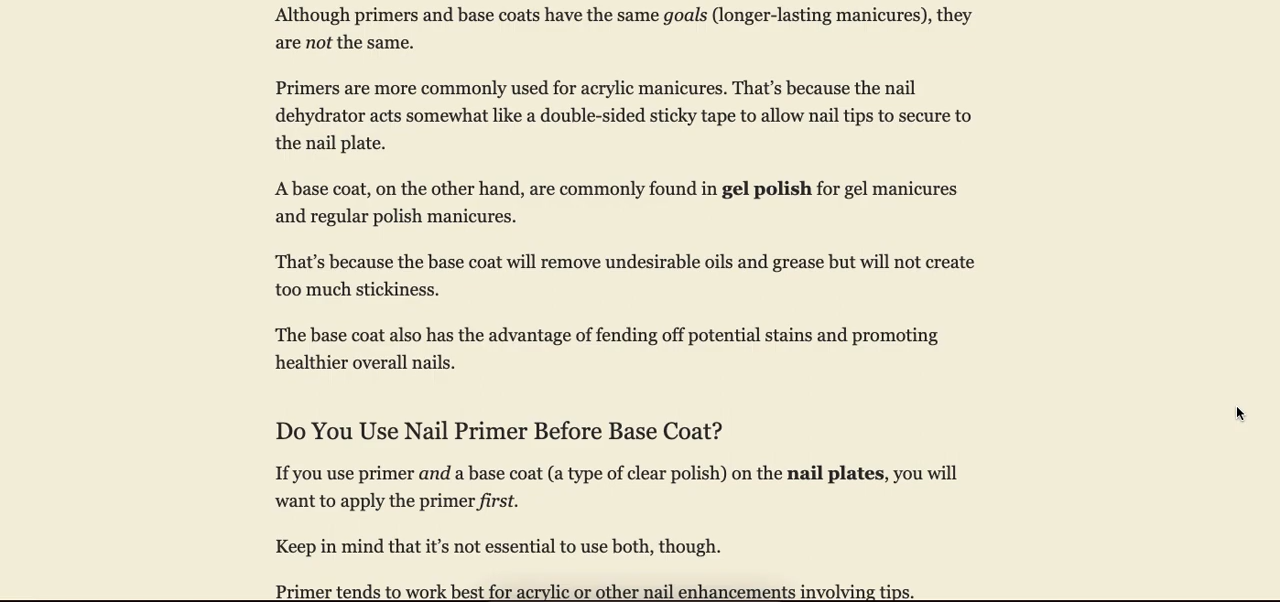 Although primers and base coats have the same goals (longer-lasting manicures), they
are not the same.
Primers are more commonly used for acrylic manicures. That’s because the nail
dehydrator acts somewhat like a double-sided sticky tape to allow nail tips to secure to
the nail plate.
A base coat, on the other hand, are commonly found in gel polish for gel manicures
and regular polish manicures.
That’s because the base coat will remove undesirable oils and grease but will not create
too much stickiness.
The base coat also has the advantage of fending off potential stains and promoting
healthier overall nails.
Do You Use Nail Primer Before Base Coat?
If you use primer and a base coat (a type of clear polish) on the nail plates, you will
want to apply the primer first.
Keep in mind that it’s not essential to use both, though.
Primer tends to work best for acrylic or other nail enhancements involving tips.